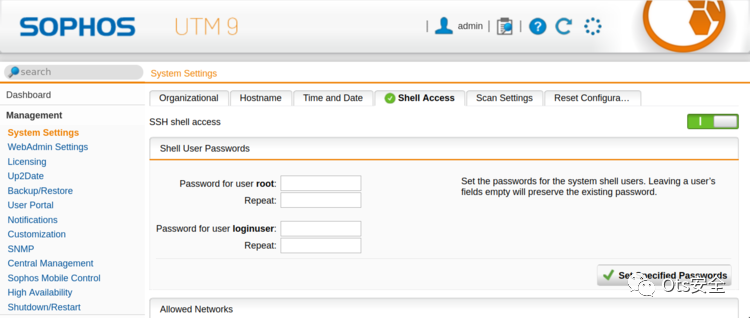 SOPHOS UTM 9
admin
search
System Settings
Dashboard
Management
System Settings
WebAdmin Settings
Licensing
Up2Date
Backup/Restore
User Portal
Notifications
Customization
SNMP
Central Management
Sophos Mobile Control
High Availability
Shutdown/Restart
Organizational Hostname Time and Date Shell Access Scan Settings Reset Configura…
SSH shell access
Shell User Passwords
Password for user root:
Repeat:
Password for user loginuser:
Repeat:
Set the passwords for the system shell users. Leaving a user's
fields empty will preserve the existing password.
Set Specified Passwords
Ots安全
Allowed Networks